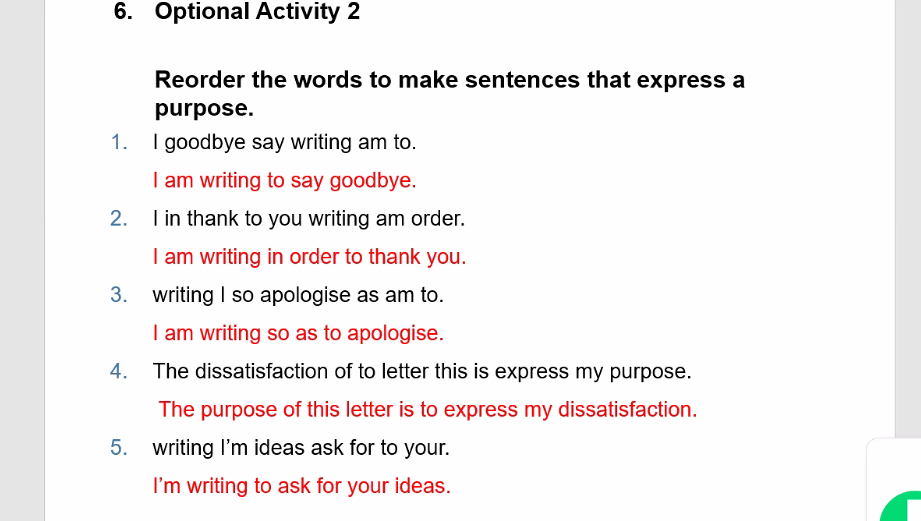 6. Optional Activity 2
Reorder the words to make sentences that express a
purpose.
1. I goodbye say writing am to.
I am writing to say goodbye.
2. I in thank to you writing am order.
I am writing in order to thank you.
3. writing I so apologise as am to.
I am writing so as to apologise.
4. The dissatisfaction of to letter this is express my purpose.
The purpose of this letter is to express my dissatisfaction.
5. writing I’m ideas ask for to your.
I’m writing to ask for your ideas.